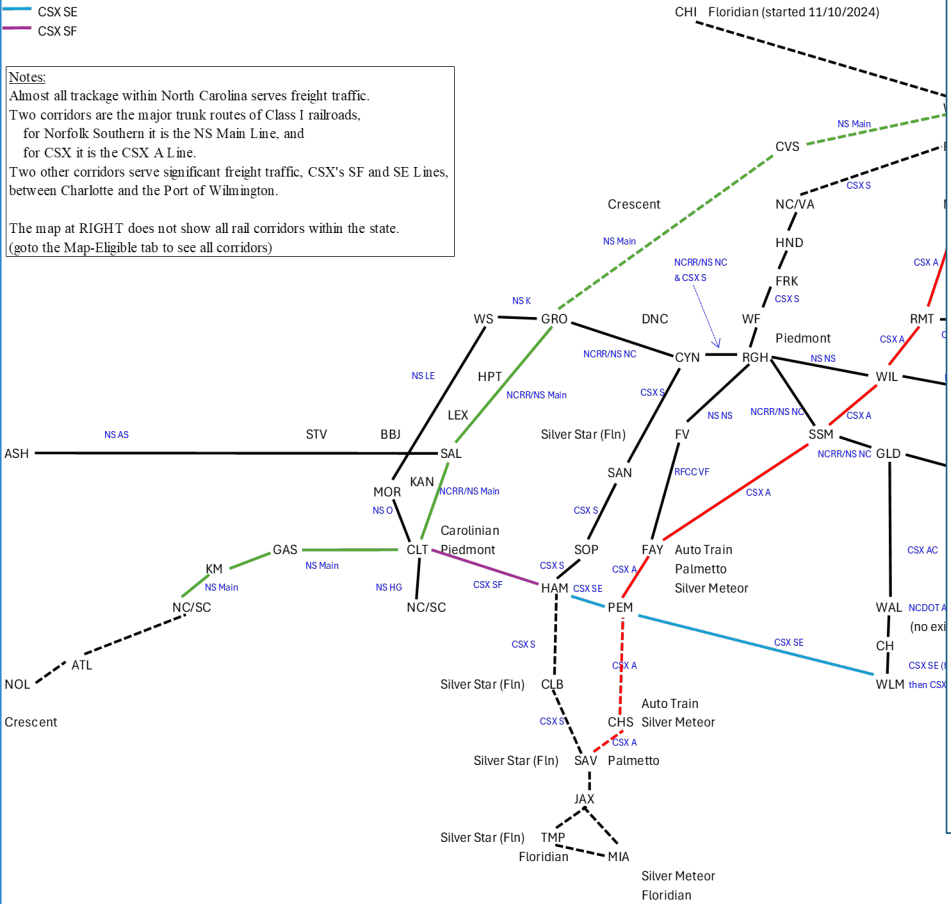 CSX SE
CSX SF
CHI Floridian (started 11/10/2024)
Notes:
Almost all trackage within North Carolina serves freight traffic.
Two corridors are the major trunk routes of Class I railroads,
for Norfolk Southern it is the NS Main Line, and
for CSX it is the CSX A Line.
Two other corridors serve significant freight traffic, CSX's SF and SE Lines,
between Charlotte and the Port of Wilmington.
The map at RIGHT does not show all rail corridors within the state.
(goto the Map-Eligible tab to see all corridors)
NS Main
CVS
CSX S
Crescent
NC/VA
NS Main
HND
NCRR/NS NC
& CSX S
CSX A
FRK
CSX S
NS K
WS
GRO
DNC
WF
RMT
Piedmont
CSX A
NCRR/NS NC
CYN
RGH
NS NS
NS LE
HPT
WIL
NCRR/NS Main
CSX S
LEX
NS NS
NCRR/NS NC
CSX A
NS AS
STV
BBJ
Silver Star (Fln)
FV
SSM
ASH
SAL
NCRR/NS NC
GLD
SAN
RFCC VF
KAN
MOR
NCRR/NS Main
CSX A
NS O
CSX S
Carolinian
GAS
CLT
Piedmont
SOP
FAY
Auto Train
CSX AC
KM
NS Main
CSX S
CSX A
Palmetto
NS Main
NS HG
CSX SF
HAM
CSX SE
Silver Meteor
NC/SC
NC/SC
PEM
WAL
NCDOT A
(no exi
CSX S
CSX SE
CH
ATL
CSX A
CSX SE (
NOL
Silver Star (Fln)
CLB
WLM
then CSX
Auto Train
Crescent
CSX S
CHS
Silver Meteor
CSX A
Silver Star (Fln)
SAV
Palmetto
JAX
Silver Star (Fln)
TMP
Floridian
MIA
Silver Meteor
Floridian